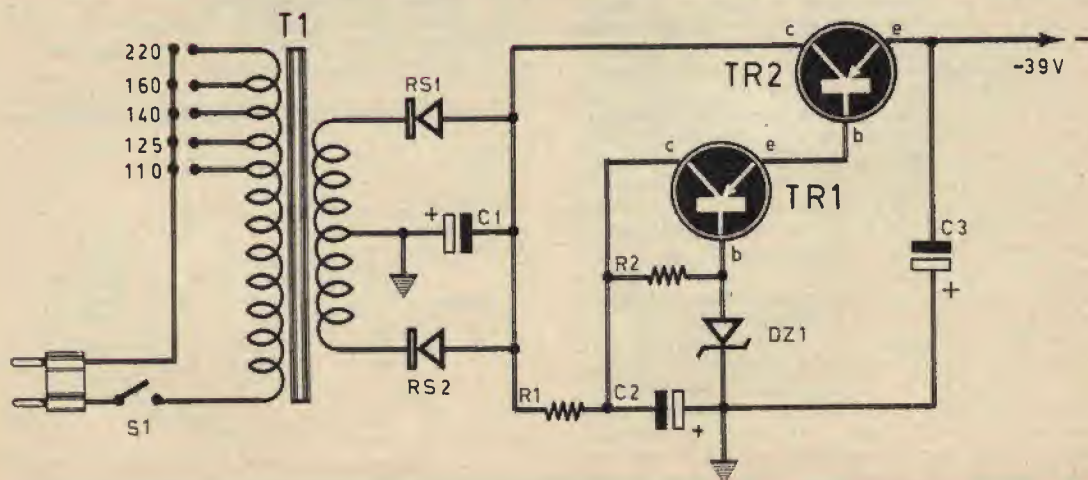 T1
220
160
140
125
110
S1
RS1
+ C1
RS2
c e
TR2
b
-39V
c e
TR1
b
R2
DZ1
R1
C2
+
C3
+